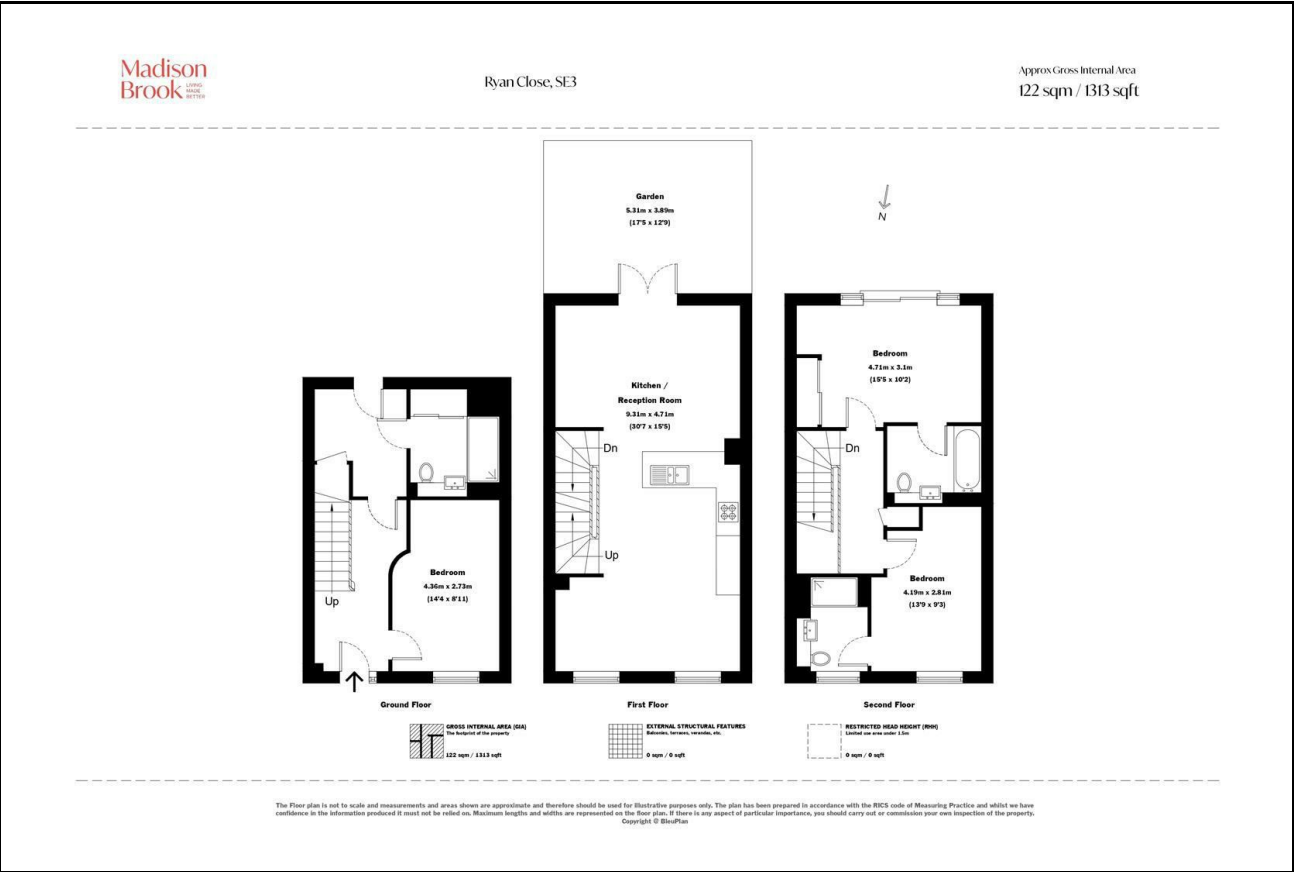 Madison
Brook LIVING
MADE
BETTER
Ryan Close, SE3
Approx Gross Internal Area
122 sqm / 1313 sqft
Garden
5.31m x 3.89m
(17'5 x 12'9)
N
Bedroom
4.71m x 3.1m
(15'5 x 10'2)
Kitchen /
Reception Room
9.31m x 4.71m
(30'7 x 15'5)
Dn
Dn
Up
Bedroom
4.36m x 2.73m
(14'4 x 8'11)
Bedroom
4.19m x 2.81m
(13'9 x 9'3)
Up
Ground Floor
First Floor
Second Floor
GROSS INTERNAL AREA (GIA)
The footprint of the property
122 sqm / 1313 sqft
EXTERNAL STRUCTURAL FEATURES
Balconies, terraces, verandas, etc.
0 sqm / 0 sqft
RESTRICTED HEAD HEIGHT (RHH)
Limited use area under 1.5m
0 sqm / 0 sqft
The Floor plan is not to scale and measurements and areas shown are approximate and therefore should be used for illustrative purposes only. The plan has been prepared in accordance with the RICS code of Measuring Practice and whilst we have
confidence in the information produced it must not be relied on. Maximum lengths and widths are represented on the floor plan. If there is any aspect of particular importance, you should carry out or commission your own inspection of the property.
Copyright @ BleuPlan